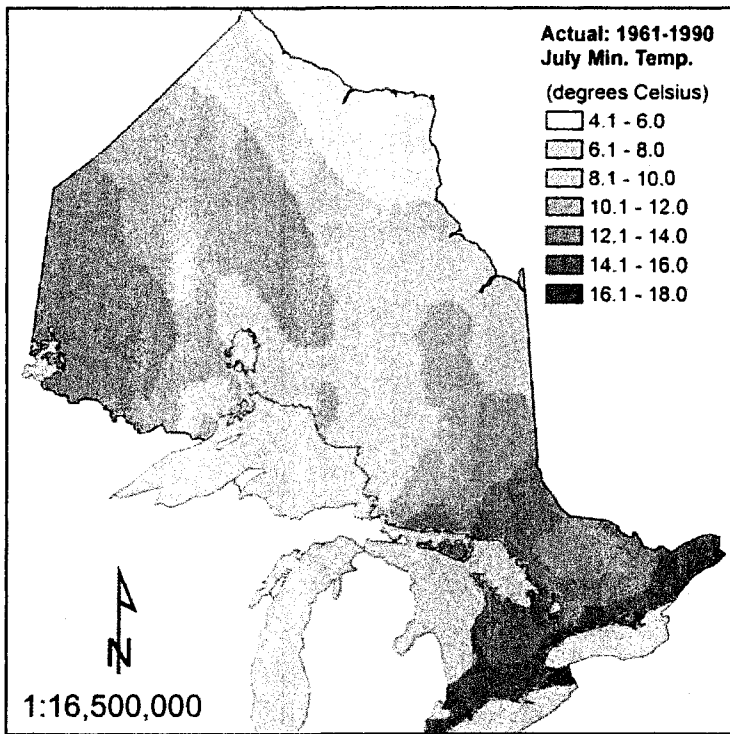 Actual: 1961-1990
July Min. Temp.
(degrees Celsius)
4.1 - 6.0
6.1 - 8.0
8.1 - 10.0
10.1 - 12.0
12.1 - 14.0
14.1 - 16.0
16.1 - 18.0
N
1:16,500,000